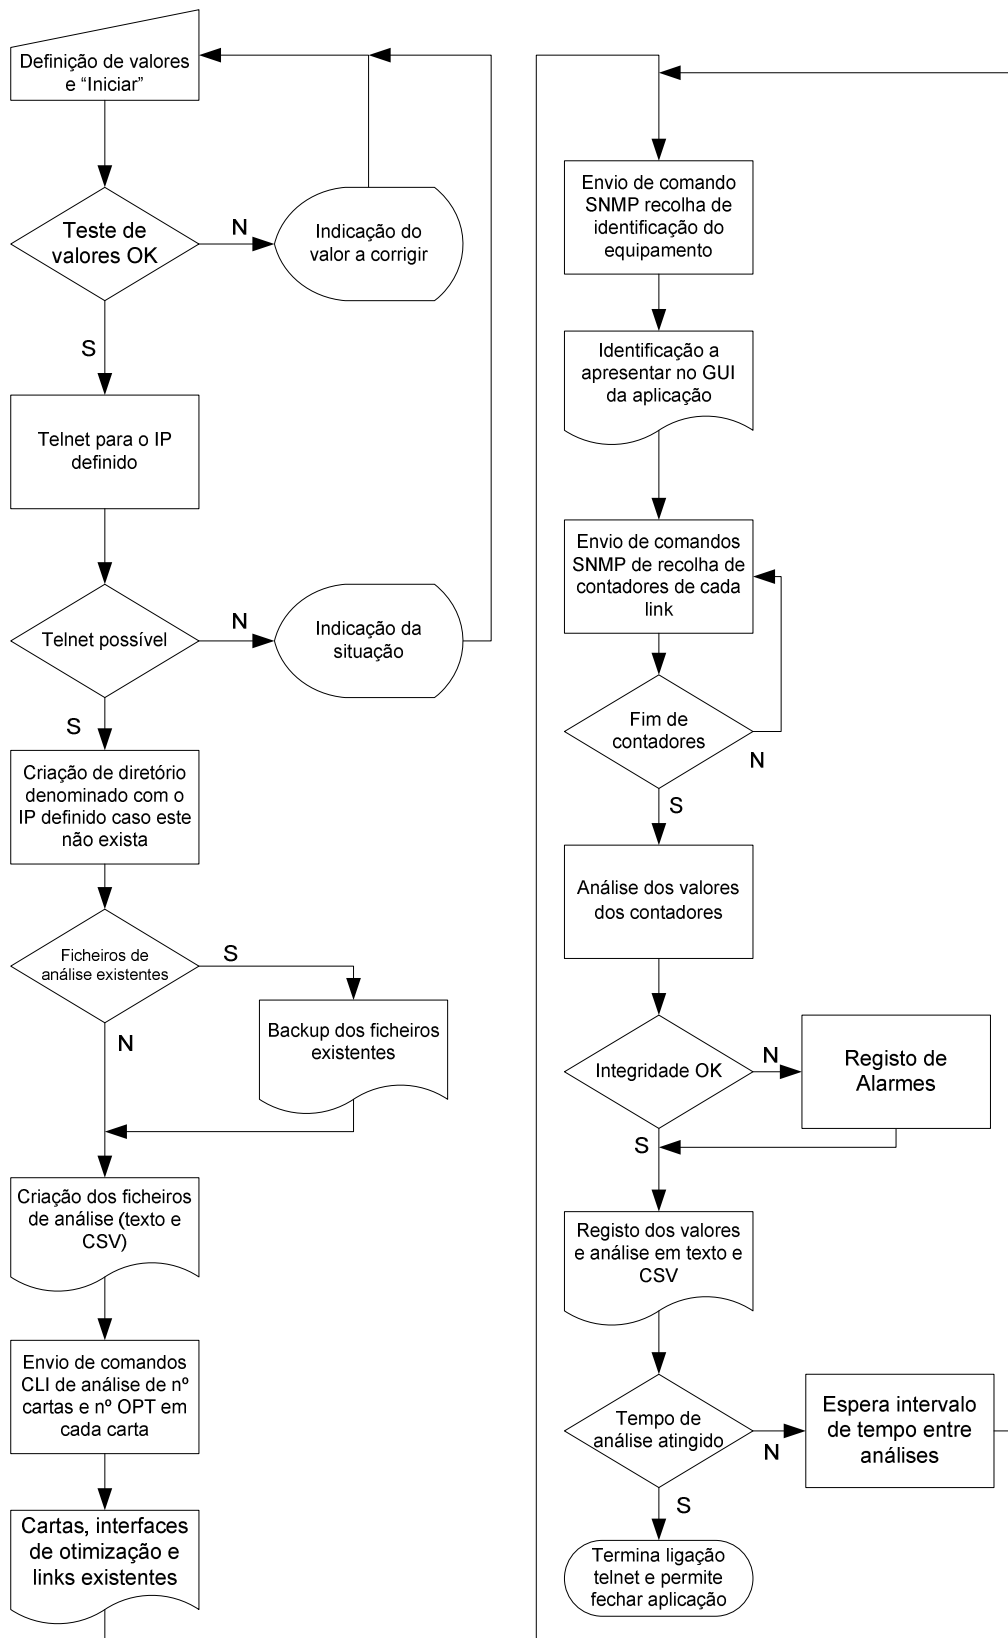 Definição de valores
e “Iniciar”
Teste de
valores OK
N
Indicação do
valor a corrigir
S
Telnet para o IP
definido
Telnet possível
N
Indicação da
situação
S
Criação de diretório
denominado com o
IP definido caso este
não exista
Ficheiros de
análise existentes
S
Backup dos ficheiros
existentes
N
Criação dos ficheiros
de análise (texto e
CSV)
Envio de comandos
CLI de análise de nº
cartas e nº OPT em
cada carta
Cartas, interfaces
de otimização e
links existentes
Envio de comando
SNMP recolha de
identificação do
equipamento
Identificação a
apresentar no GUI
da aplicação
Envio de comandos
SNMP de recolha de
contadores de cada
link
Fim de
contadores
N
S
Análise dos valores
dos contadores
Integridade OK
N
Registo de
Alarmes
S
Registo dos valores
e análise em texto e
CSV
Tempo de
análise atingido
N
Espera intervalo
de tempo entre
análises
S
Termina ligação
telnet e permite
fechar aplicação